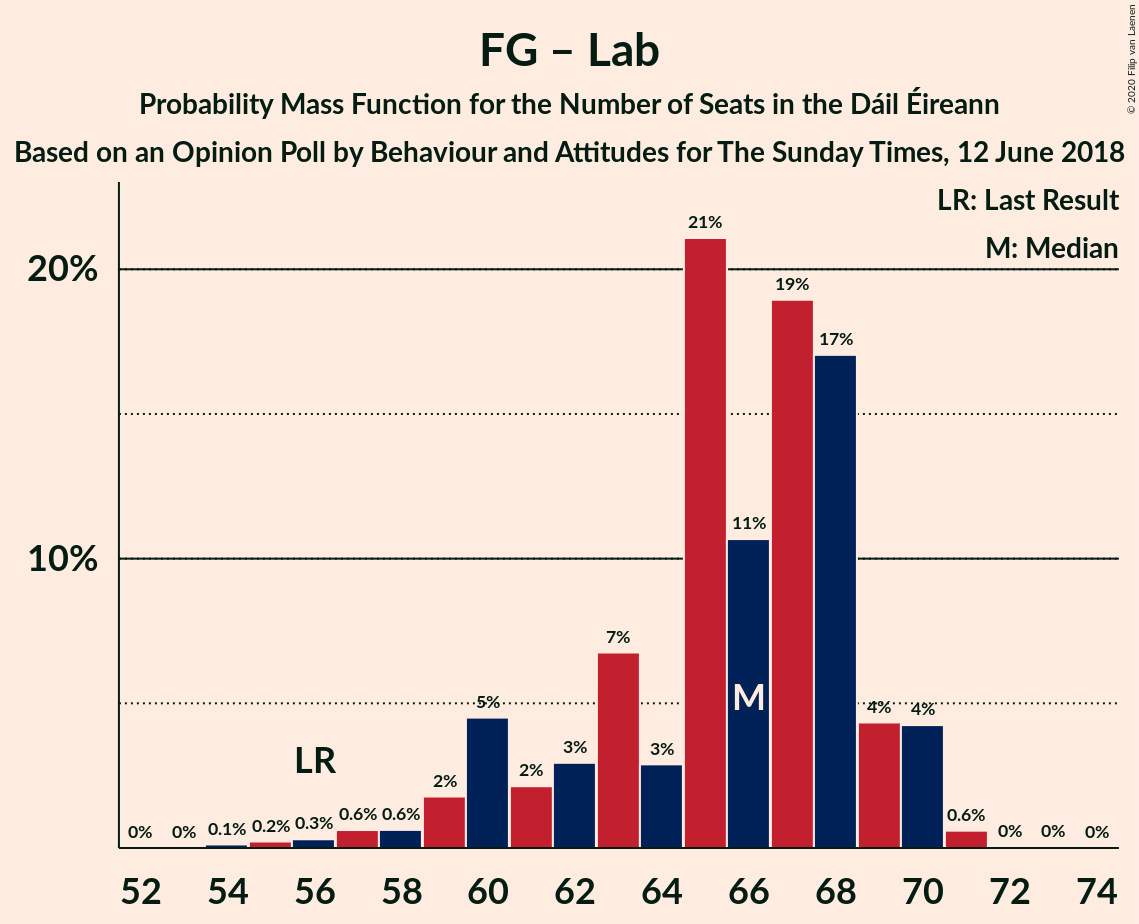 FG – Lab
Probability Mass Function for the Number of Seats in the Dáil Éireann
Based on an Opinion Poll by Behaviour and Attitudes for The Sunday Times, 12 June 2018
© 2020 Filip van Laenen
LR: Last Result
M: Median
20%
10%
0% 0% 0.1% 0.2% 0.3% 0.6% 0.6% 2% 5% 2% 3% 7% 3% 21% 11% 19% 17% 4% 4% 0.6% 0% 0% 0%
LR
M
52 54 56 58 60 62 64 66 68 70 72 74